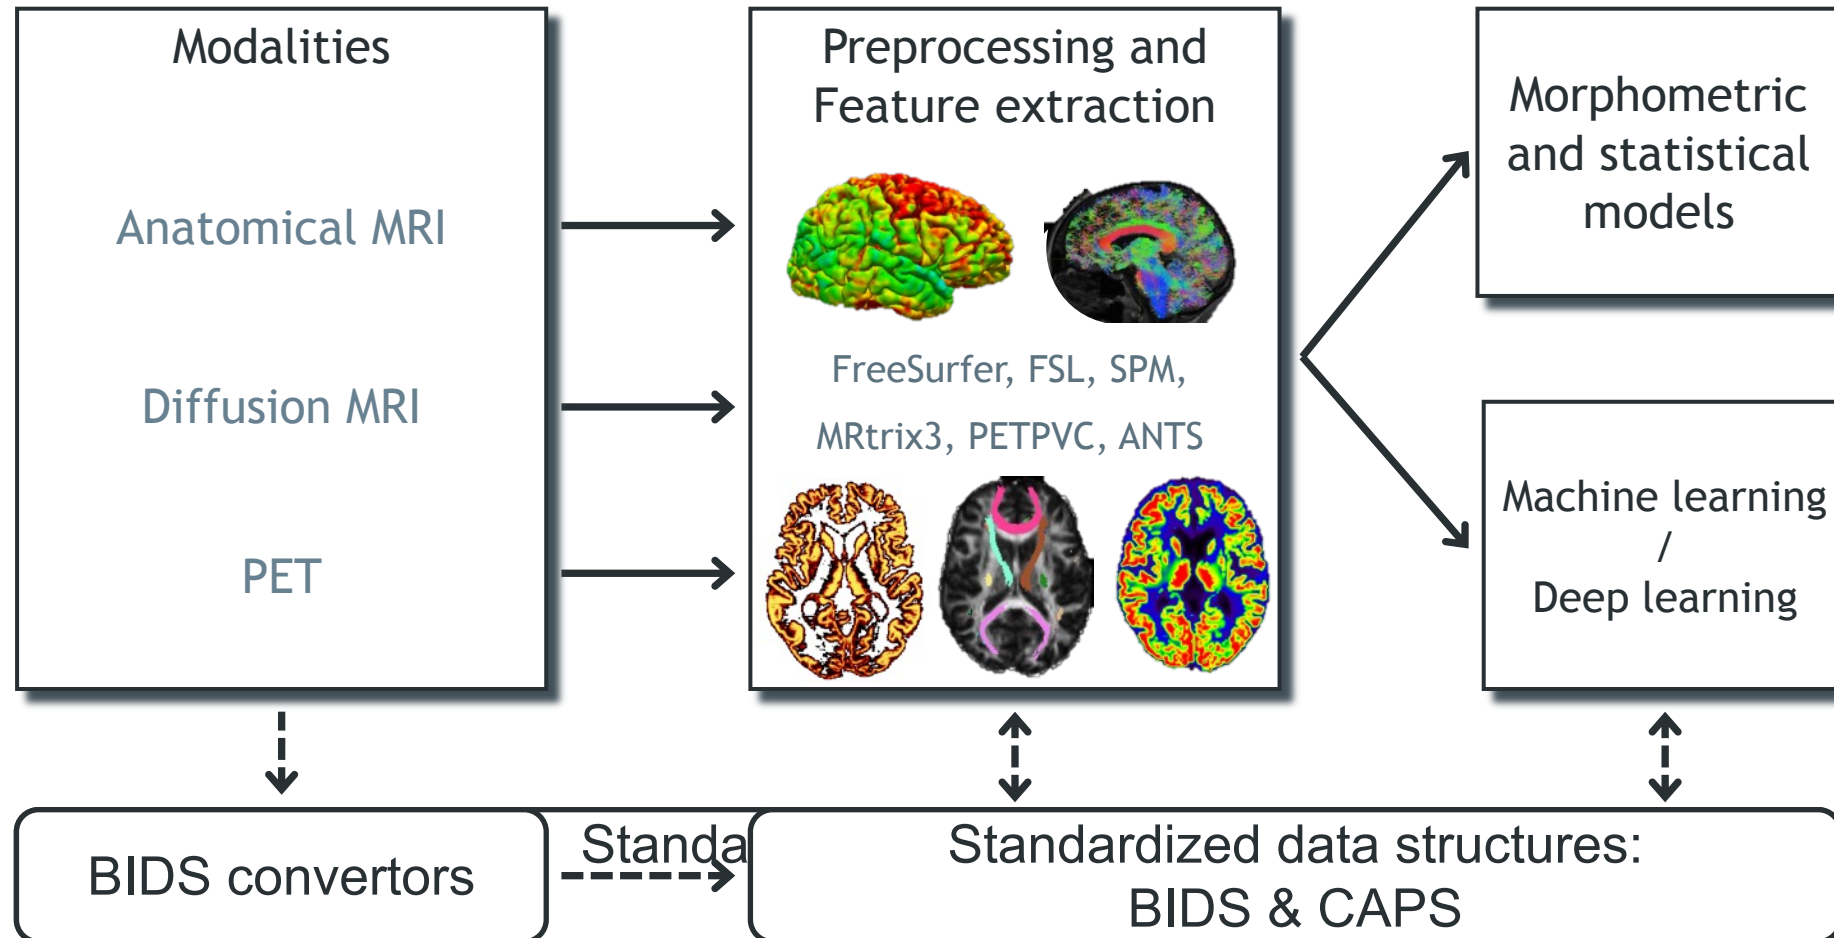 Modalities
Anatomical MRI
Diffusion MRI
PET
Preprocessing and
Feature extraction
FreeSurfer, FSL, SPM,
MRtrix3, PETPVC, ANTS
Morphometric
and statistical
models
Machine learning
/
Deep learning
BIDS convertors
Standa
Standardized data structures:
BIDS & CAPS